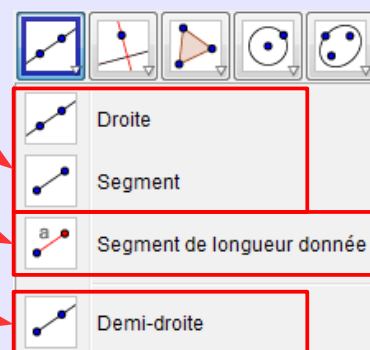 Droite
Segment
a
Segment de longueur donnée
Demi-droite